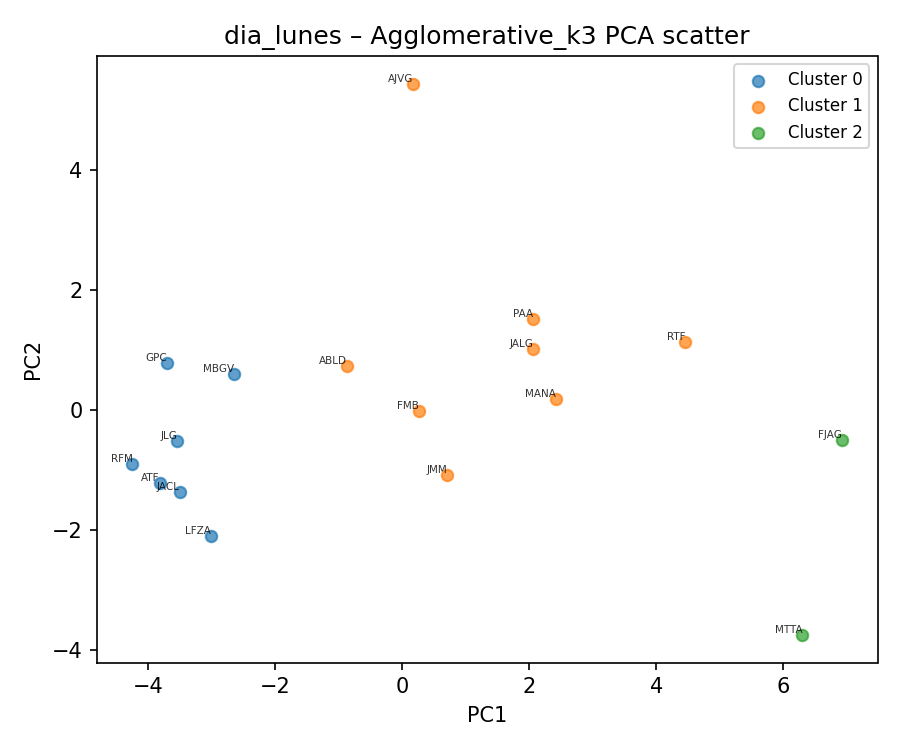 dia_lunes – Agglomerative_k3 PCA scatter
AJVG
Cluster 0
Cluster 1
Cluster 2
4
2
0
−2
−4
PC2
PAA
RTF
JALG
GPC
MBGV
ABLD
MANA
FMB
JLG
FJAG
RFM
JMM
ATF
JACL
LFZA
MTTA
−4
−2
0
2
4
6
PC1